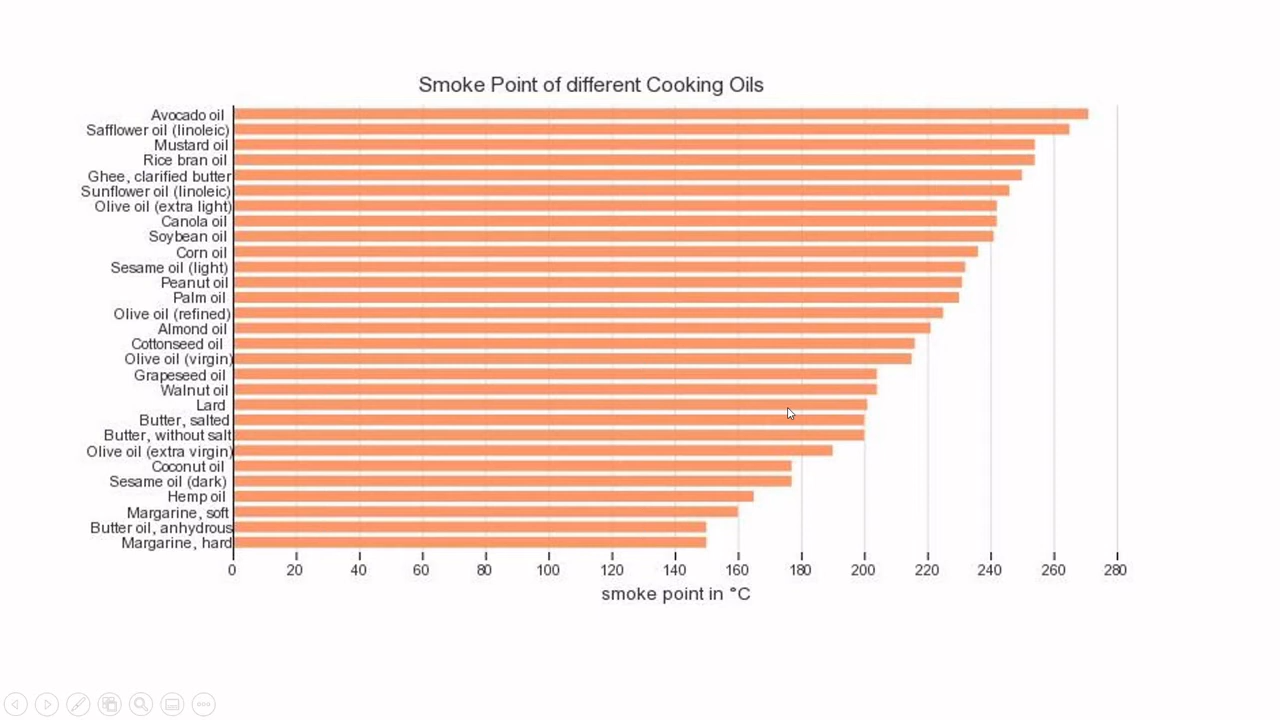 Smoke Point of different Cooking Oils
Avocado oil
Safflower oil (linoleic)
Mustard oil
Rice bran oil
Ghee, clarified butter
Sunflower oil (linoleic)
Olive oil (extra light)
Canola oil
Soybean oil
Corn oil
Sesame oil (light)
Peanut oil
Palm oil
Olive oil (refined)
Almond oil
Cottonseed oil
Olive oil (virgin)
Grapeseed oil
Walnut oil
Lard
Butter, salted
Butter, without salt
Olive oil (extra virgin)
Coconut oil
Sesame oil (dark)
Hemp oil
Margarine, soft
Butter oil, anhydrous
Margarine, hard
0 20 40 60 80 100 120 140 160 180 200 220 240 260 280
smoke point in °C